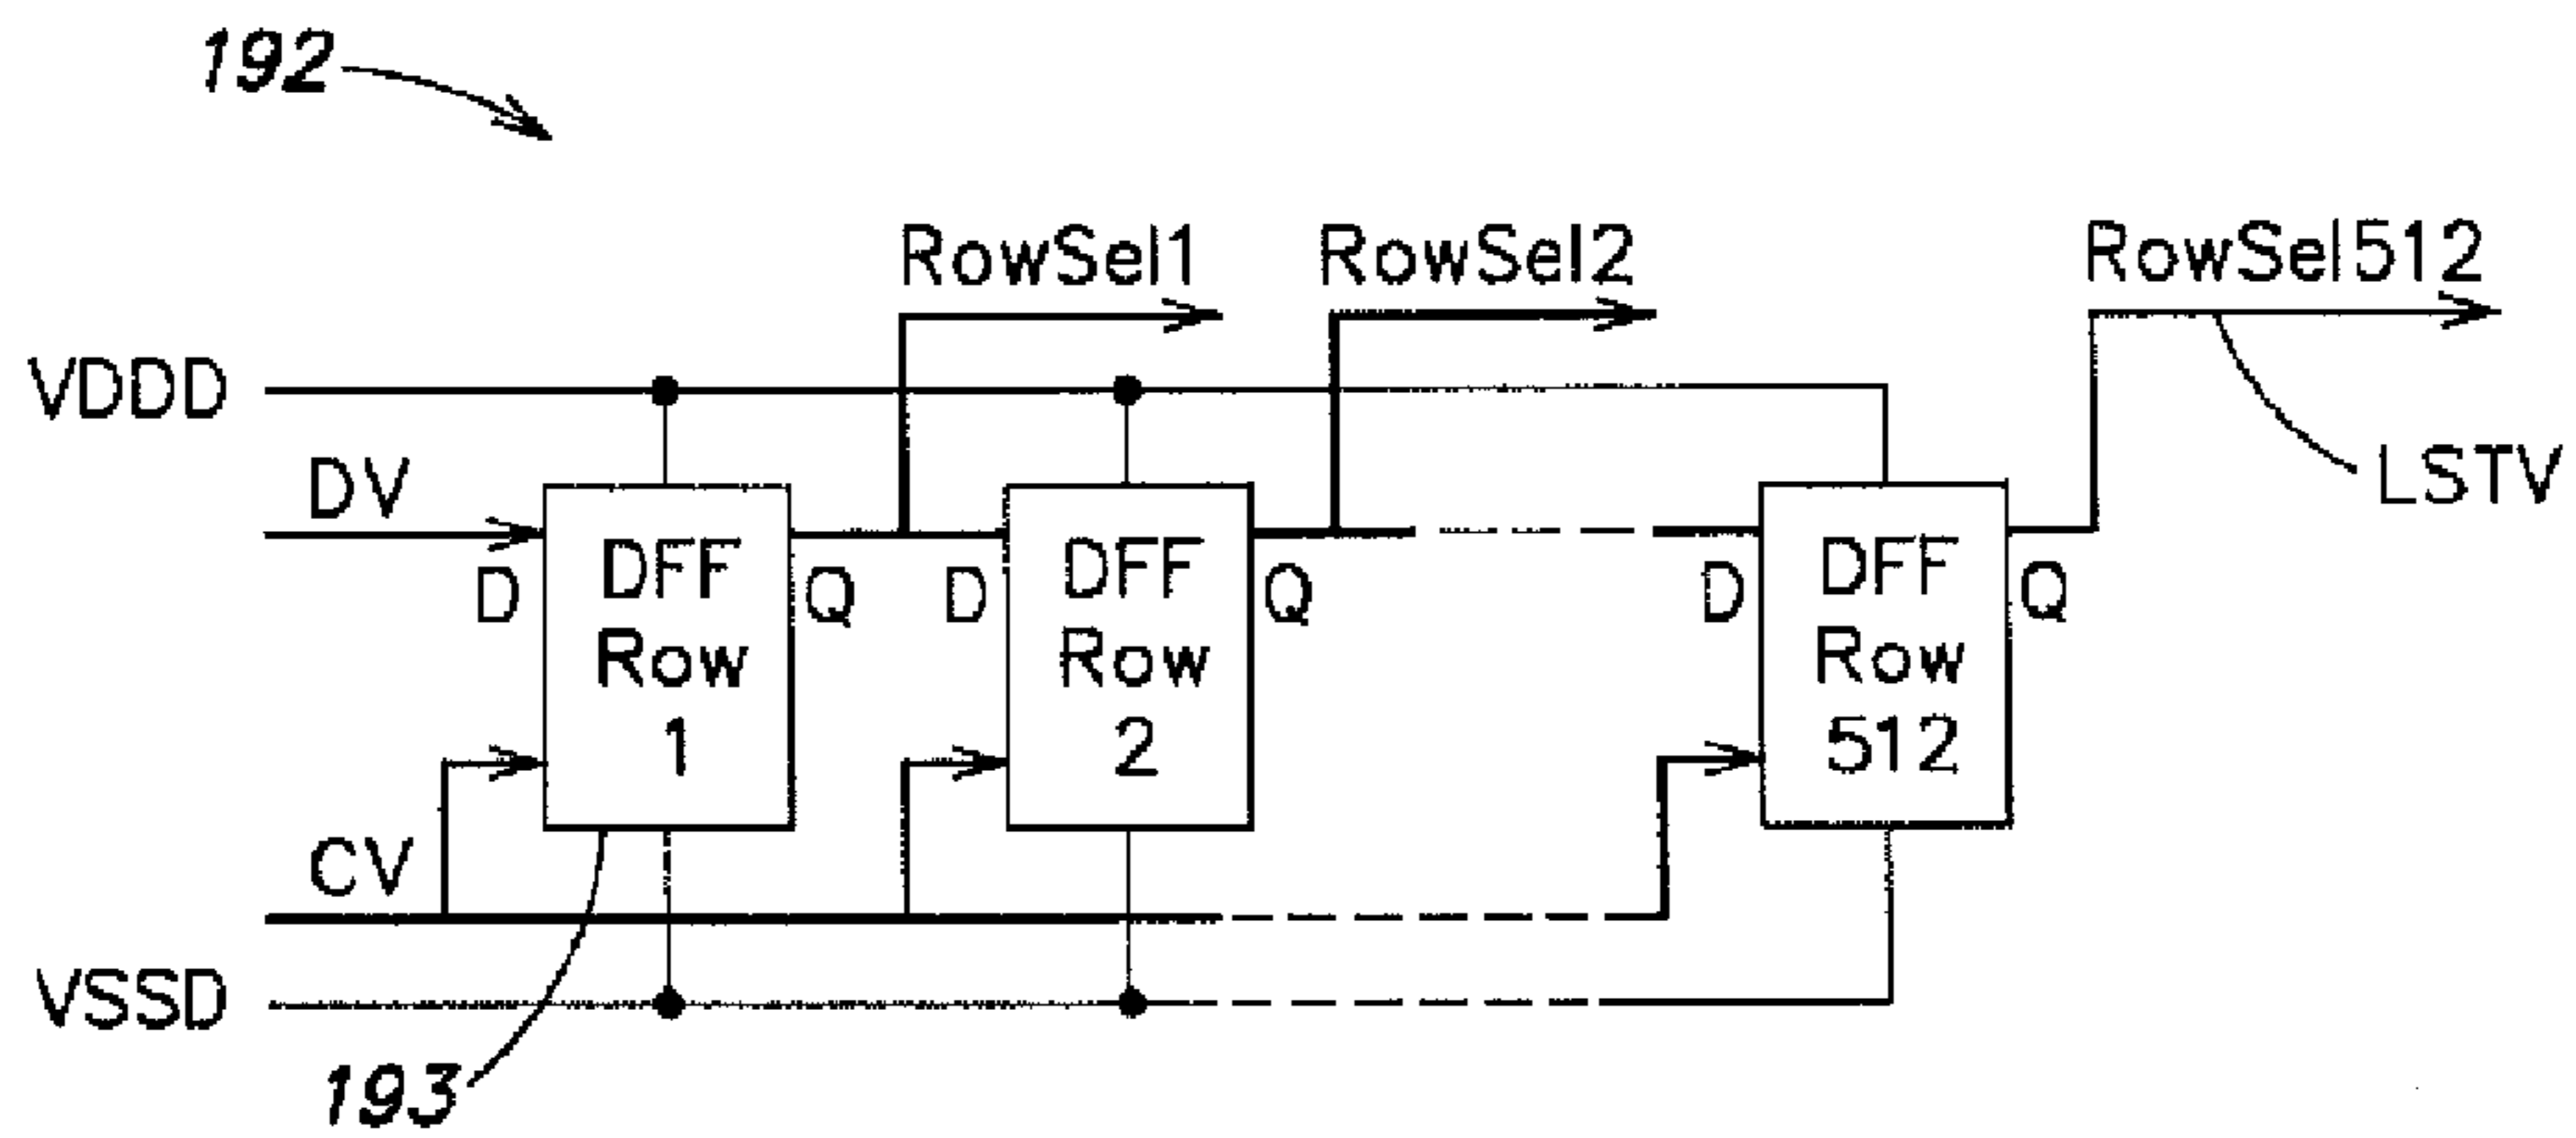 192
RowSel1
RowSel2
RowSel512
VDDD
DV
LSTV
D
DFF
Row
1
Q
D
DFF
Row
2
Q
D
DFF
Row
512
Q
CV
VSSD
193